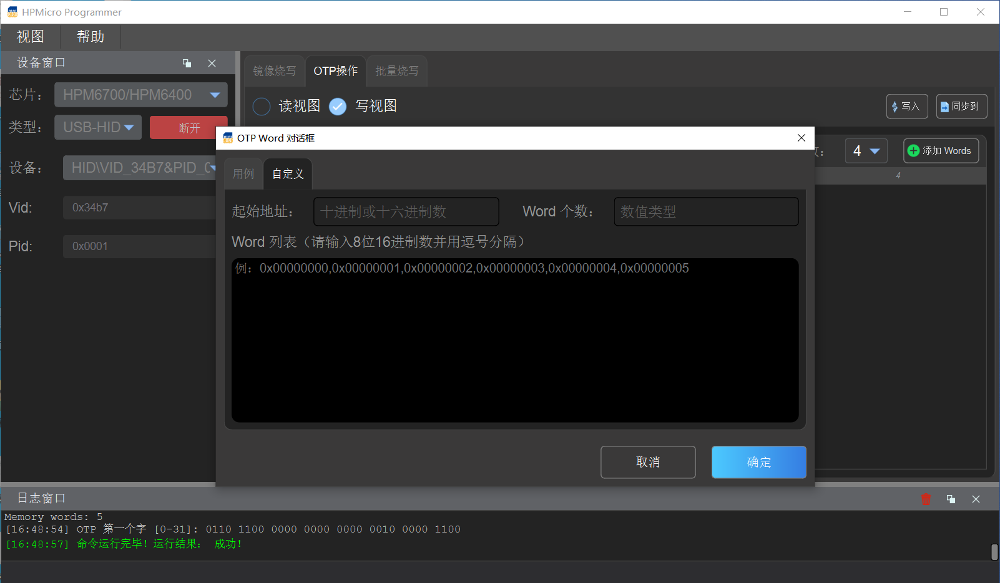 HPMicro Programmer
视图 帮助
设备窗口
镜像烧写 OTP操作 批量烧写
芯片： HPM6700/HPM6400
读视图 写视图 写入 同步到
类型： USB-HID 断开
OTP Word 对话框
4 添加 Words
设备： HID\VID_34B7&PID_0
用例 自定义
4
Vid: 0x34b7
起始地址： 十进制或十六进制数 Word 个数： 数值类型
Pid: 0x0001
Word 列表（请输入8位16进制数并用逗号分隔）
例：0x00000000,0x00000001,0x00000002,0x00000003,0x00000004,0x00000005
取消 确定
日志窗口
Memory words: 5
[16:48:54] OTP 第一个字 [0-31]: 0110 1100 0000 0000 0000 0010 0000 1100
[16:48:57] 命令运行完毕！运行结果： 成功！